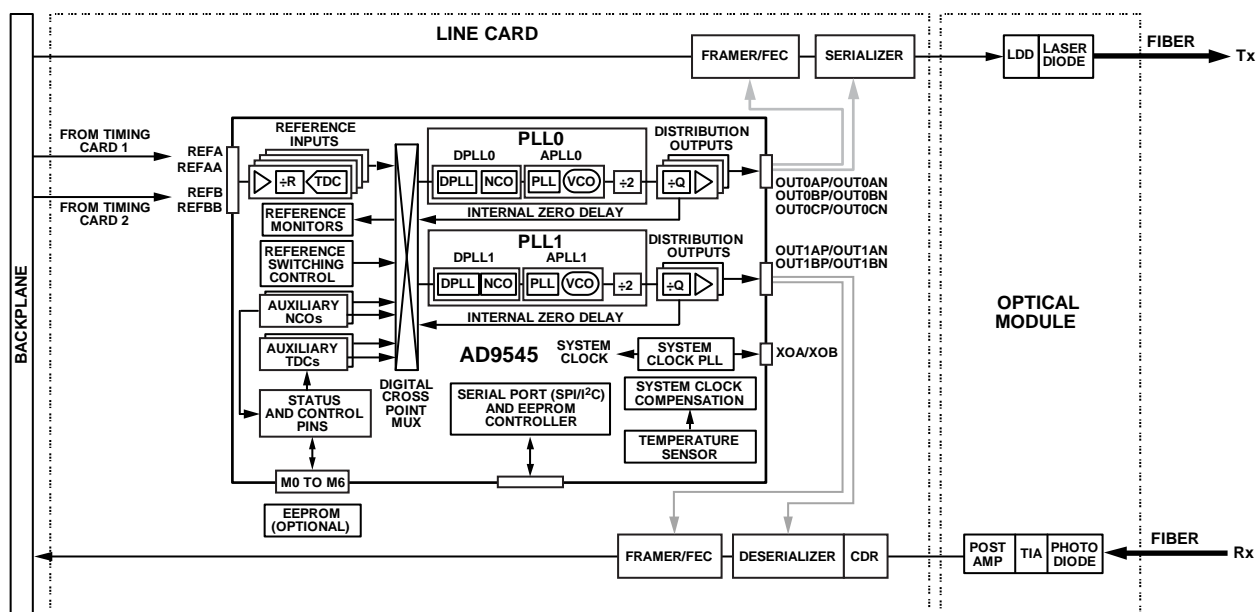 LINE CARD
FRAMER/FEC
SERIALIZER
LDD
LASER
DIODE
FIBER
Tx
BACKPLANE
FROM TIMING
CARD 1
FROM TIMING
CARD 2
REFA
REFAA
REFB
REFBB
REFERENCE
INPUTS
÷R
TDC
REFERENCE
MONITORS
REFERENCE
SWITCHING
CONTROL
AUXILIARY
NCOs
AUXILIARY
TDCs
STATUS
AND CONTROL
PINS
M0 TO M6
EEPROM
(OPTIONAL)
DIGITAL
CROSS
POINT
MUX
PLL0
DPLL0
APLL0
DPLL
NCO
PLL
VCO
÷2
DISTRIBUTION
OUTPUTS
÷Q
INTERNAL ZERO DELAY
OUT0AP/OUT0AN
OUT0BP/OUT0BN
OUT0CP/OUT0CN
PLL1
DPLL1
APLL1
DPLL
NCO
PLL
VCO
÷2
DISTRIBUTION
OUTPUTS
÷Q
INTERNAL ZERO DELAY
OUT1AP/OUT1AN
OUT1BP/OUT1BN
AD9545
SYSTEM
CLOCK
SYSTEM
CLOCK PLL
XOA/XOB
SERIAL PORT (SPI/I²C)
AND EEPROM
CONTROLLER
SYSTEM CLOCK
COMPENSATION
TEMPERATURE
SENSOR
OPTICAL
MODULE
FRAMER/FEC
DESERIALIZER
CDR
POST
AMP
TIA
PHOTO
DIODE
FIBER
Rx